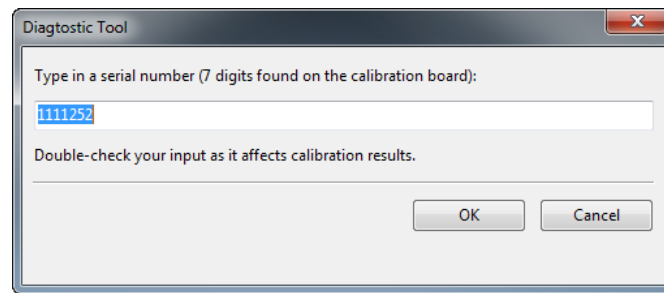 Diagtostic Tool
Type in a serial number (7 digits found on the calibration board):
1111252
Double-check your input as it affects calibration results.
OK Cancel